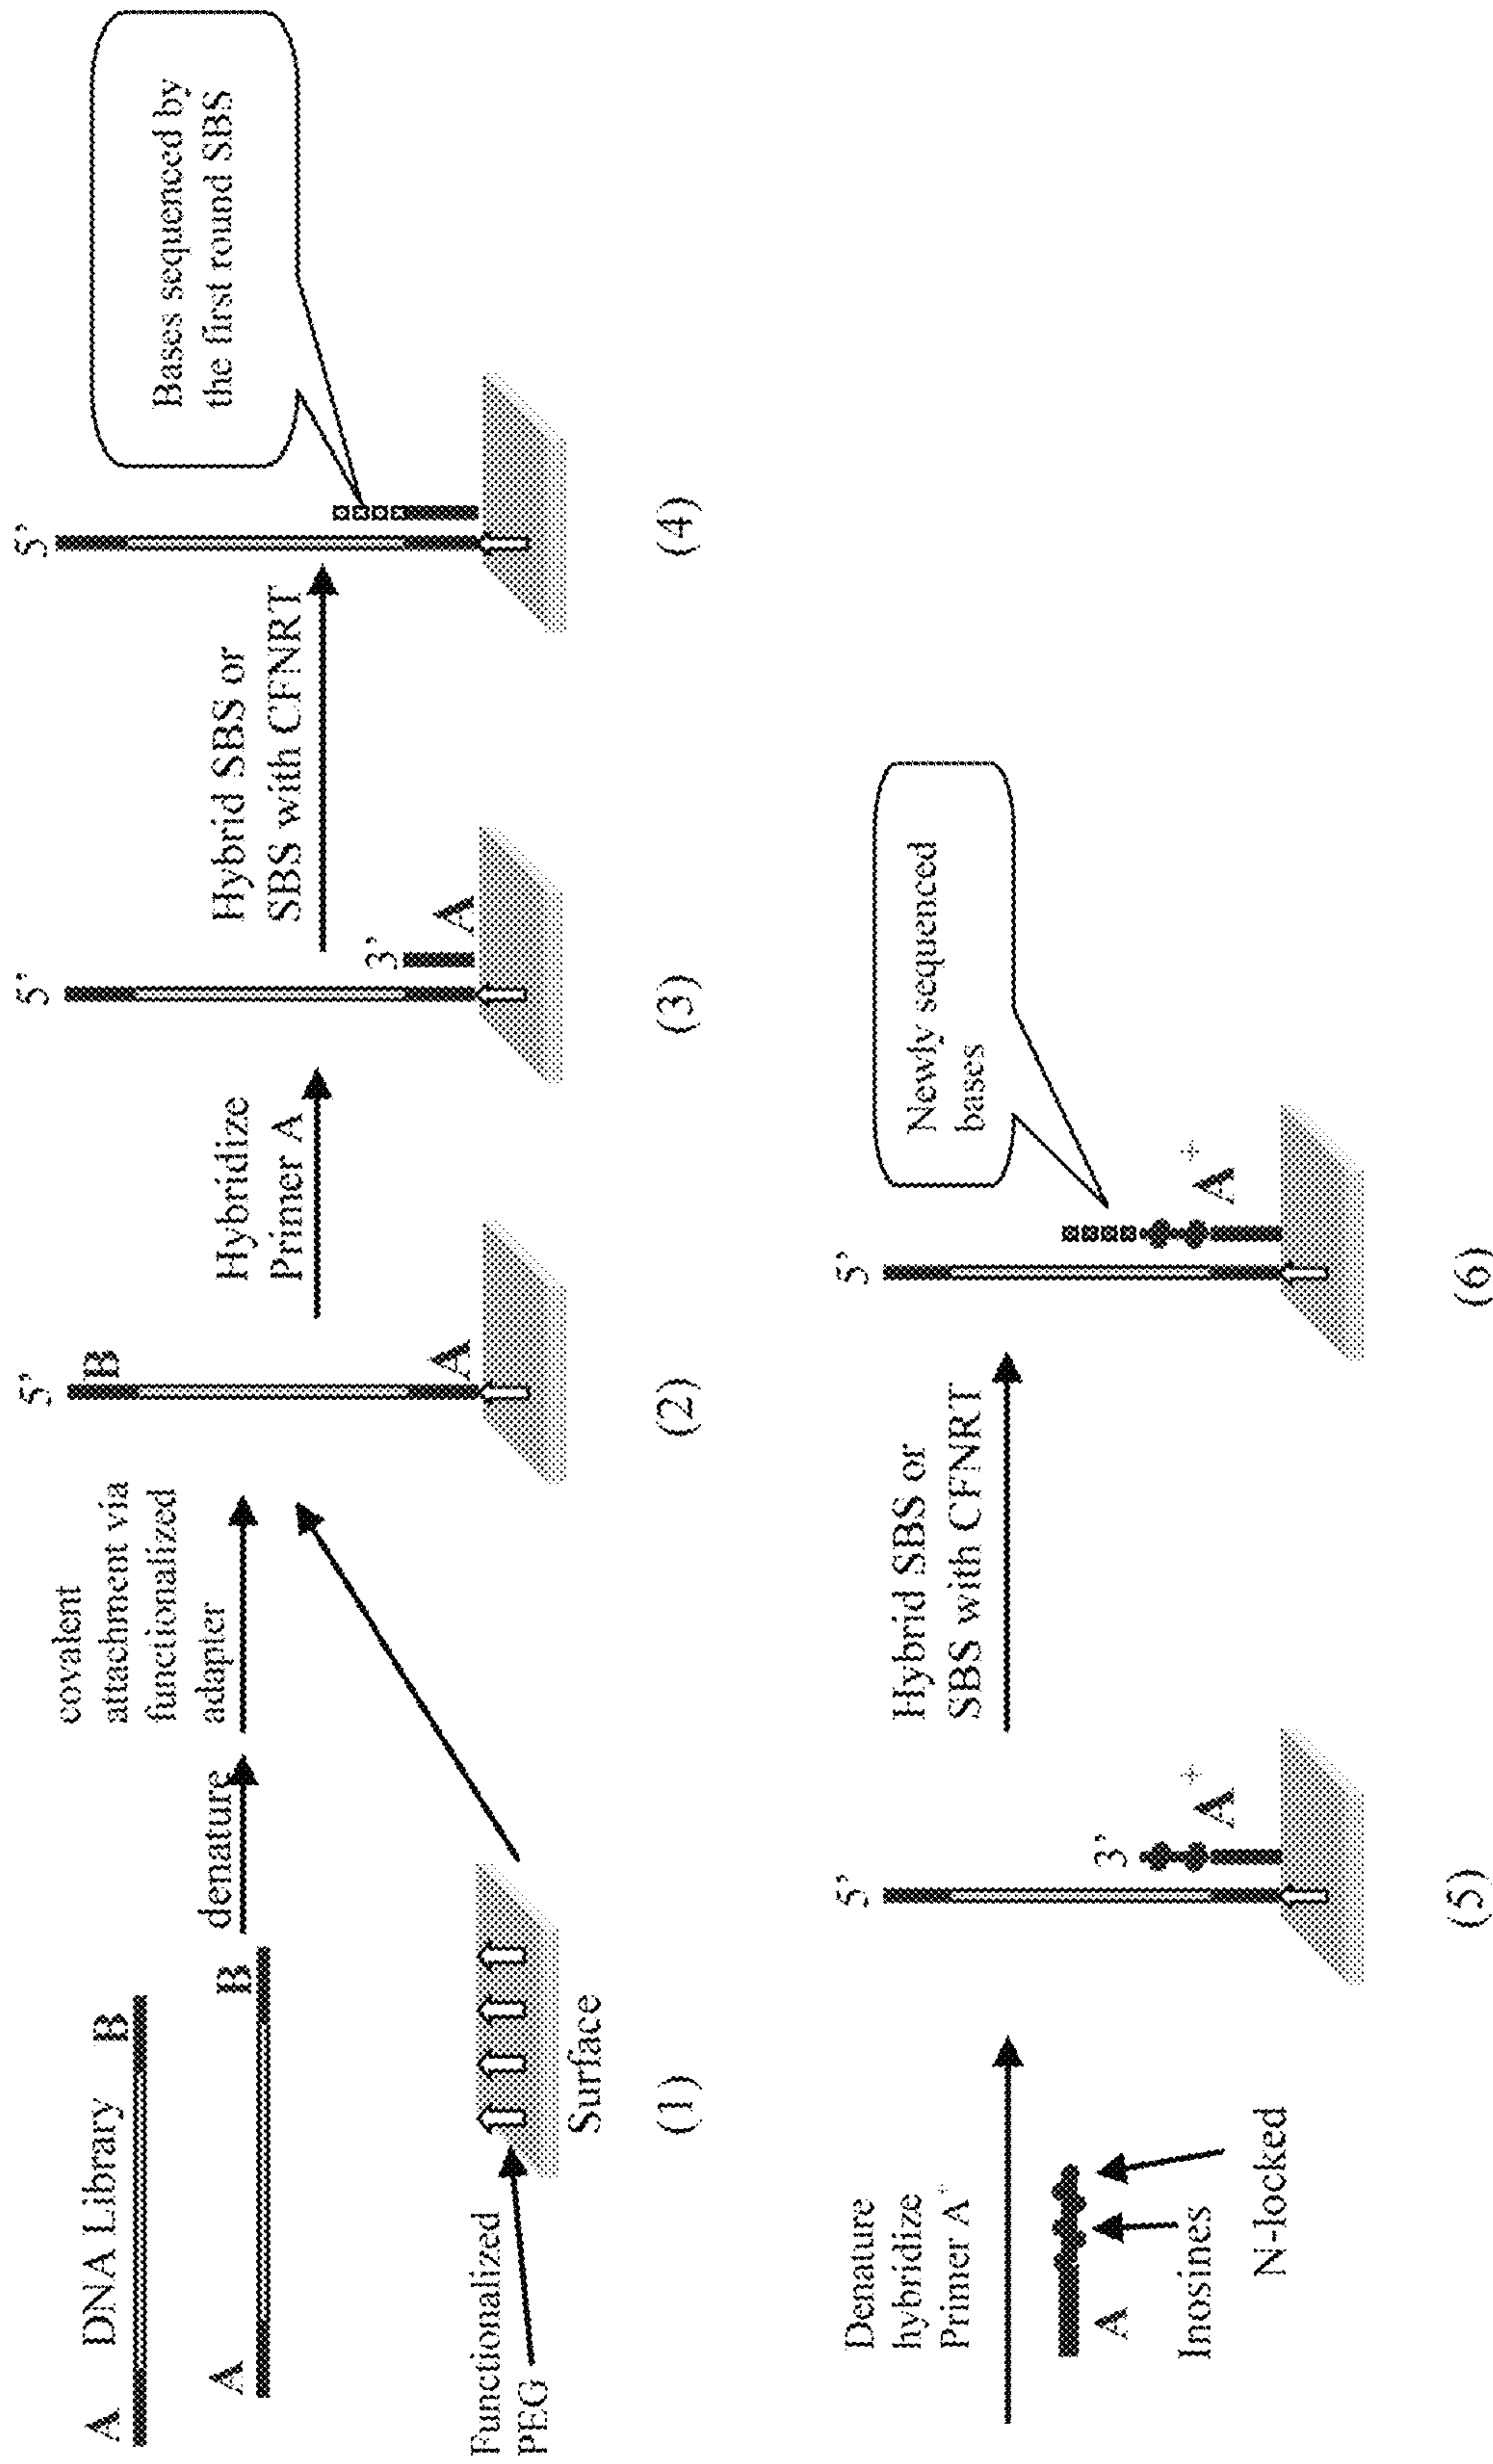 A DNA Library B
A B
denature
covalent
attachment via
functionalized
adapter
Functionalized
PEG
Surface
(1)
5'
B
A
(2)
Hybridize
Primer A
5'
3'
A
(3)
Hybrid SBS or
SBS with CFNRT
5'
Bases sequenced by
the first round SBS
(4)
Denature
hybridize
Primer A+
A
Inosines
N-locked
5'
3'
A+
(5)
Hybrid SBS or
SBS with CFNRT
5'
A+
Newly sequenced
bases
(6)